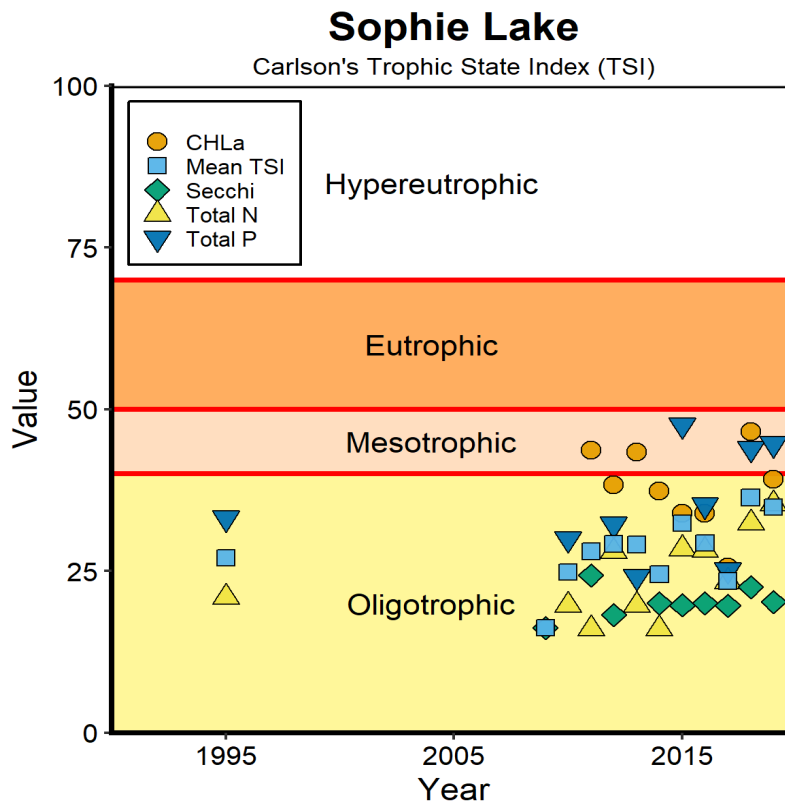 Sophie Lake
Carlson's Trophic State Index (TSI)
100
CHLa
Mean TSI
Secchi
Total N
Total P
Hypereutrophic
75
Eutrophic
50
Mesotrophic
25
Oligotrophic
0
Value
1995
2005
2015
Year